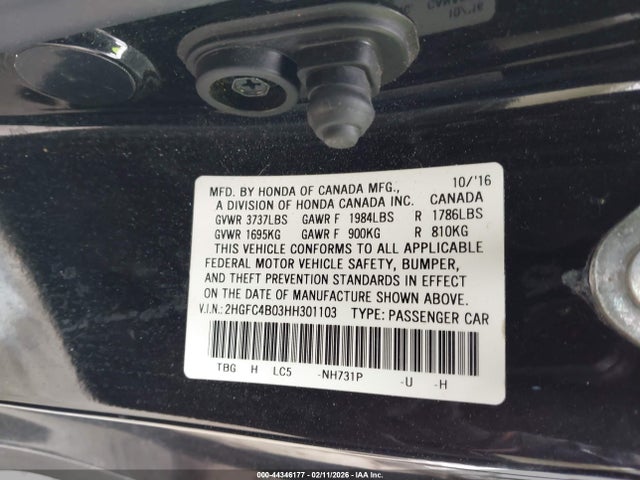 MFD. BY HONDA OF CANADA MFG., 10/'16
A DIVISION OF HONDA CANADA INC. CANADA
GVWR 3737LBS GAWR F 1984LBS R 1786LBS
GVWR 1695KG GAWR F 900KG R 810KG
THIS VEHICLE CONFORMS TO ALL APPLICABLE
FEDERAL MOTOR VEHICLE SAFETY, BUMPER,
AND THEFT PREVENTION STANDARDS IN EFFECT
ON THE DATE OF MANUFACTURE SHOWN ABOVE.
V.I.N.: 2HGFC4B03HH301103 TYPE: PASSENGER CAR
TBG H LC5 -NH731P -U -H
000-44346177 - 02/11/2026 - IAA Inc.